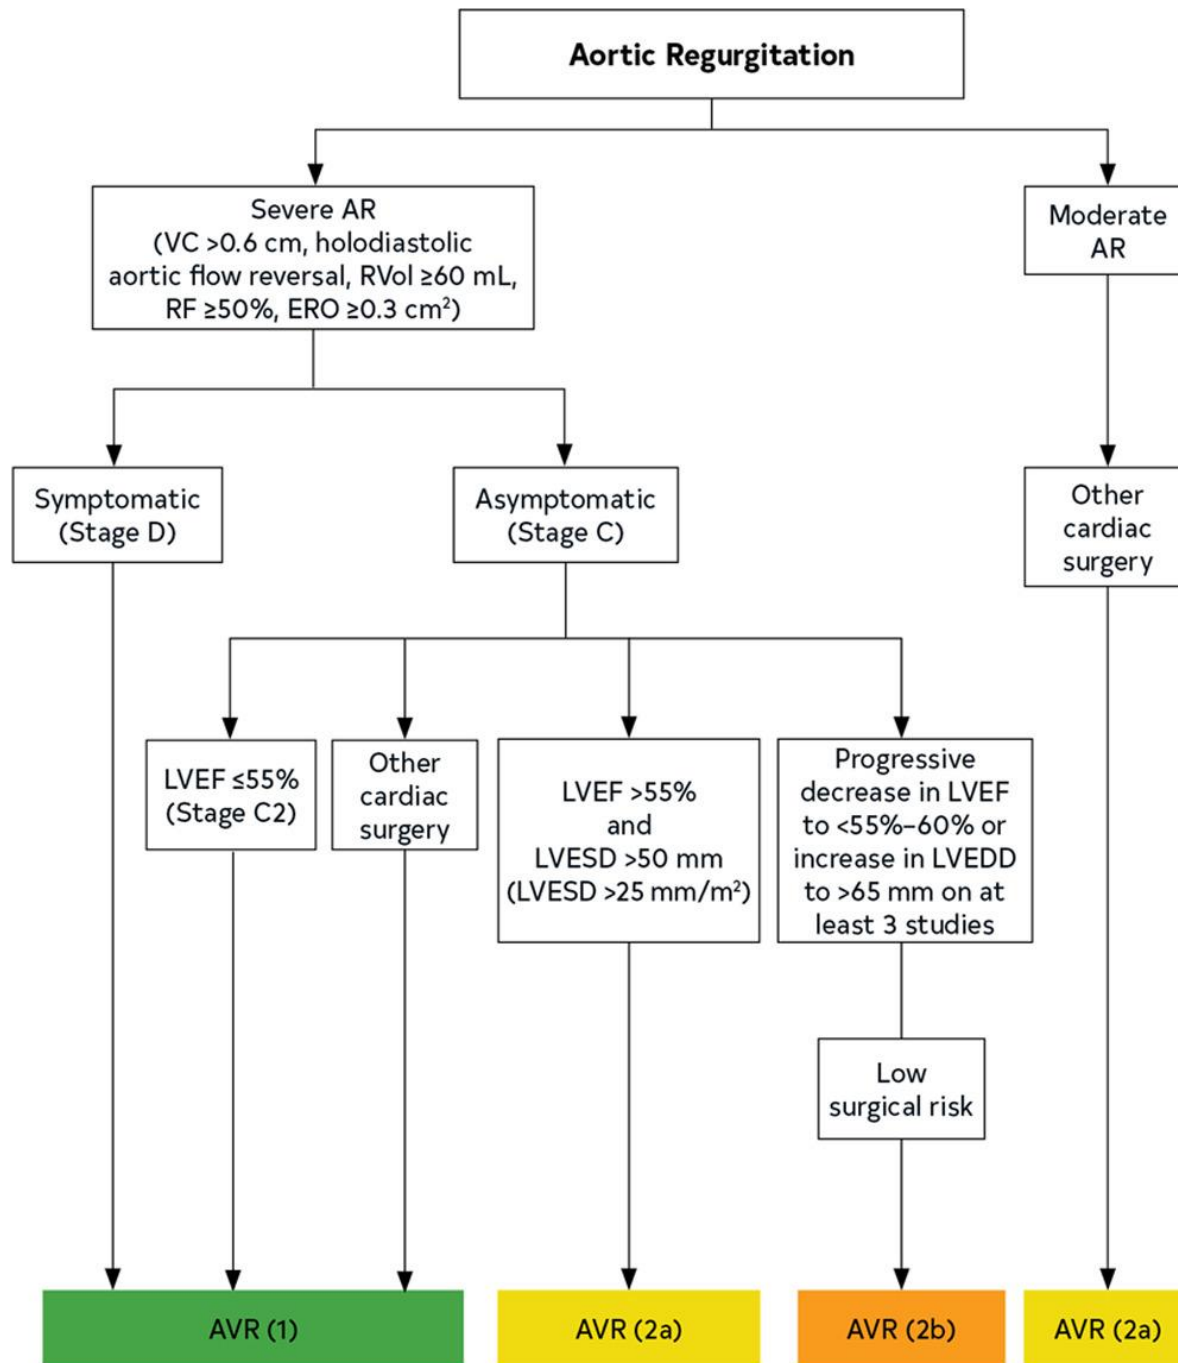 Aortic Regurgitation
Severe AR
(VC >0.6 cm, holodiastolic
aortic flow reversal, RVol ≥60 mL,
RF ≥50%, ERO ≥0.3 cm²)
Moderate
AR
Symptomatic
(Stage D)
Asymptomatic
(Stage C)
Other
cardiac
surgery
LVEF ≤55%
(Stage C2)
Other
cardiac
surgery
LVEF >55%
and
LVESD >50 mm
(LVESD >25 mm/m²)
Progressive
decrease in LVEF
to <55%–60% or
increase in LVEDD
to >65 mm on at
least 3 studies
Low
surgical risk
AVR (1)
AVR (2a)
AVR (2b)
AVR (2a)